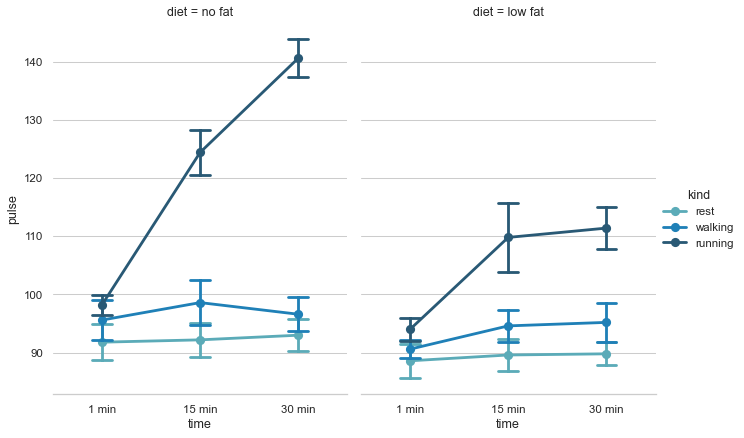 diet = no fat
diet = low fat
140
130
120
110
100
90
pulse
1 min
15 min
30 min
time
1 min
15 min
30 min
time
kind
rest
walking
running